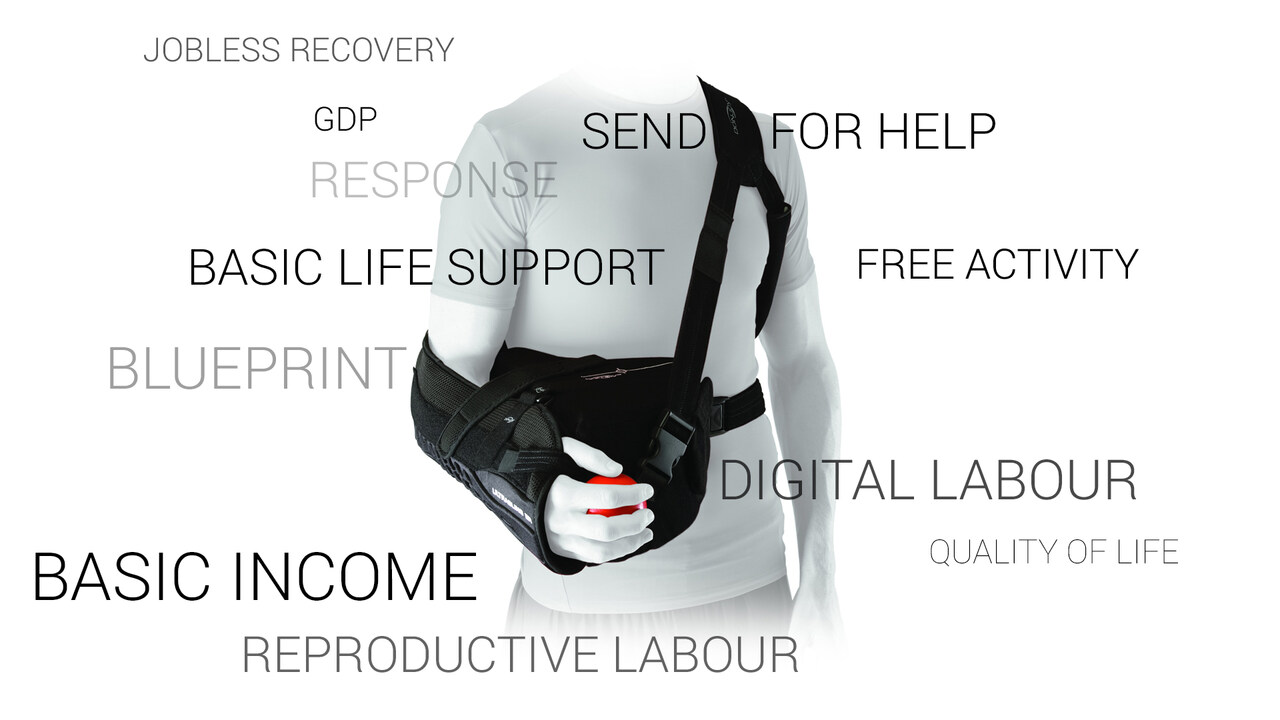 JOBLESS RECOVERY
GDP
SEND FOR HELP
RESPONSE
BASIC LIFE SUPPORT
FREE ACTIVITY
BLUEPRINT
DIGITAL LABOUR
QUALITY OF LIFE
BASIC INCOME
REPRODUCTIVE LABOUR